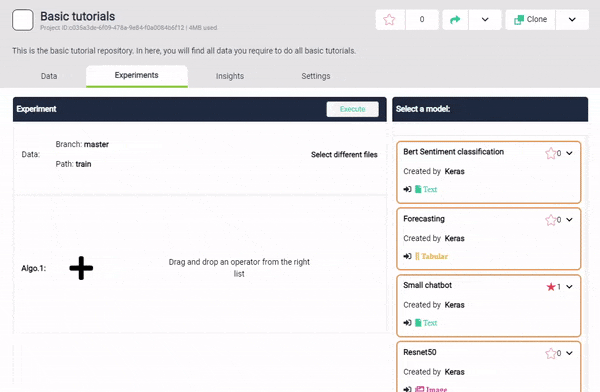 Basic tutorials
Project ID:c035a3de-6f09-478a-9e84-f0a0084b6f12 | 4MB used.
0
Clone
This is the basic tutorial repository. In here, you will find all data you require to do all basic tutorials.
Data
Experiments
Insights
Settings
Experiment
Execute
Select a model:
Data:
Branch: master
Path: train
Select different files
Algo.1:
Drag and drop an operator from the right
list
Bert Sentiment classification
0
Created by Keras
Text
Forecasting
0
Created by Keras
Tabular
Small chatbot
1
Created by Keras
Text
Resnet50
0
Created by Keras
Image